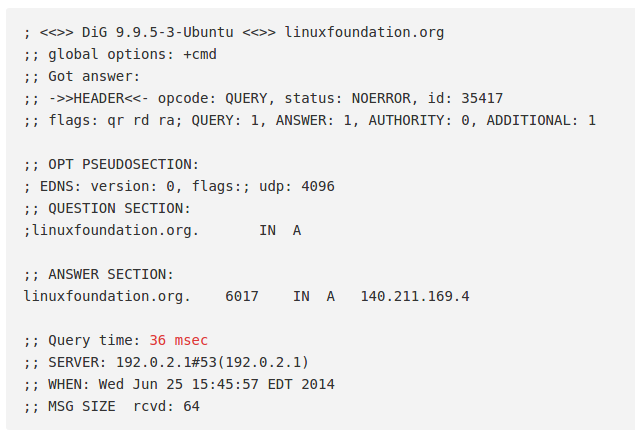 ; <<>> DiG 9.9.5-3-Ubuntu <<>> linuxfoundation.org
;; global options: +cmd
;; Got answer:
;; ->>HEADER<<- opcode: QUERY, status: NOERROR, id: 35417
;; flags: qr rd ra; QUERY: 1, ANSWER: 1, AUTHORITY: 0, ADDITIONAL: 1

;; OPT PSEUDOSECTION:
; EDNS: version: 0, flags:; udp: 4096
;; QUESTION SECTION:
;linuxfoundation.org.       IN  A

;; ANSWER SECTION:
linuxfoundation.org.    6017    IN  A   140.211.169.4

;; Query time: 36 msec
;; SERVER: 192.0.2.1#53(192.0.2.1)
;; WHEN: Wed Jun 25 15:45:57 EDT 2014
;; MSG SIZE  rcvd: 64